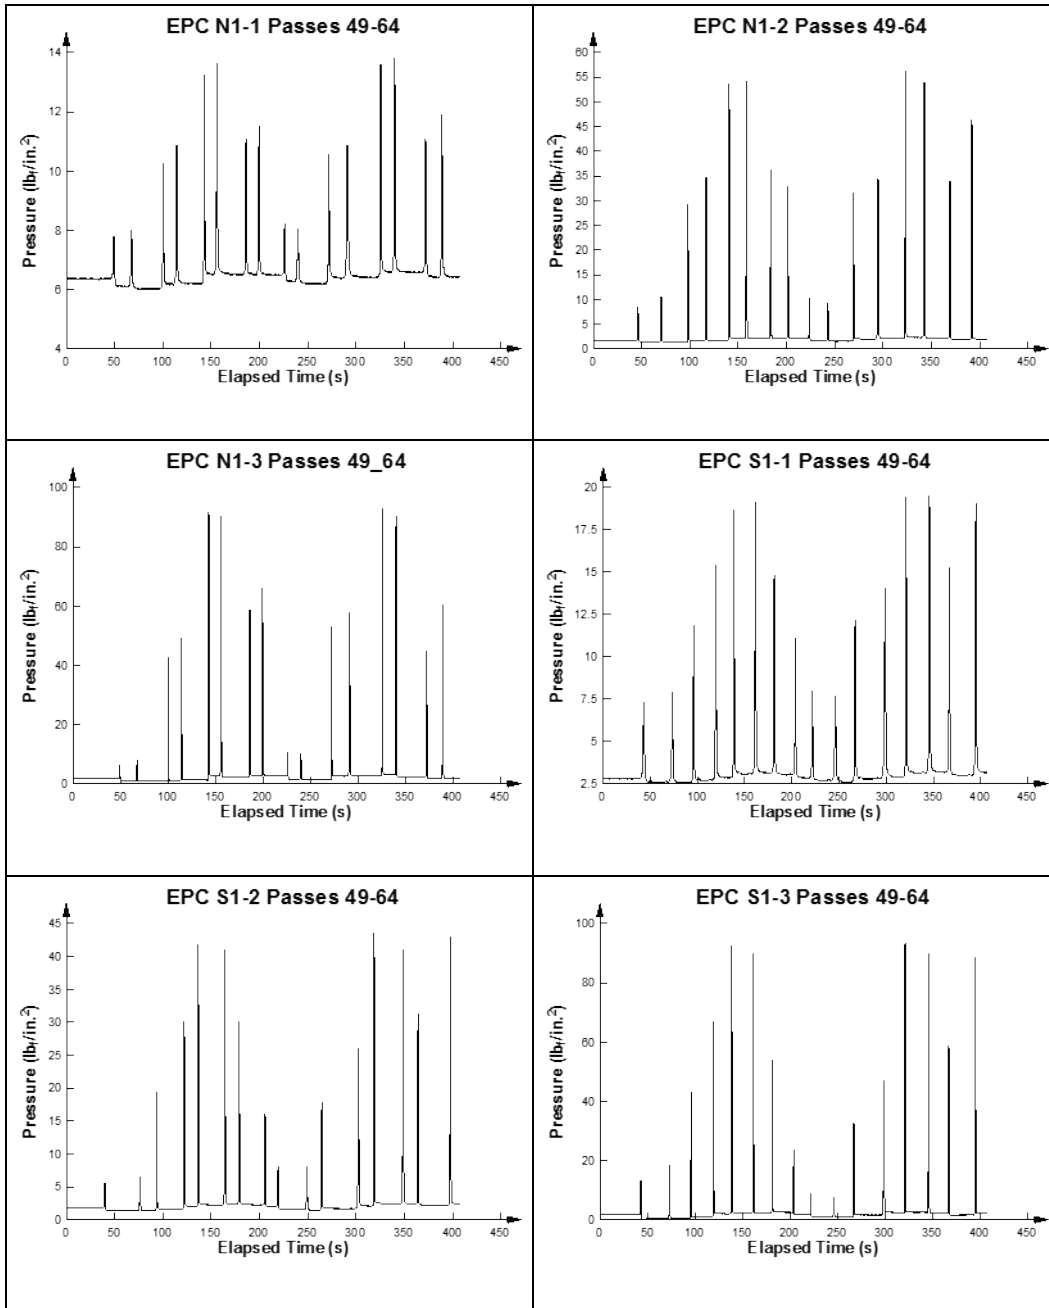 EPC N1-1 Passes 49-64
14
12
10
8
6
4
Pressure (lbf/in.²)
0 50 100 150 200 250 300 350 400 450
Elapsed Time (s)
EPC N1-2 Passes 49-64
60
55
50
45
40
35
30
25
20
15
10
5
0
Pressure (lbf/in.²)
0 50 100 150 200 250 300 350 400 450
Elapsed Time (s)
EPC N1-3 Passes 49_64
100
80
60
40
20
0
Pressure (lbf/in.²)
0 50 100 150 200 250 300 350 400 450
Elapsed Time (s)
EPC S1-1 Passes 49-64
20
17.5
15
12.5
10
7.5
5
2.5
Pressure (lbf/in.²)
0 50 100 150 200 250 300 350 400 450
Elapsed Time (s)
EPC S1-2 Passes 49-64
45
40
35
30
25
20
15
10
5
0
Pressure (lbf/in.²)
0 50 100 150 200 250 300 350 400 450
Elapsed Time (s)
EPC S1-3 Passes 49-64
100
80
60
40
20
0
Pressure (lbf/in.²)
0 50 100 150 200 250 300 350 400 450
Elapsed Time (s)